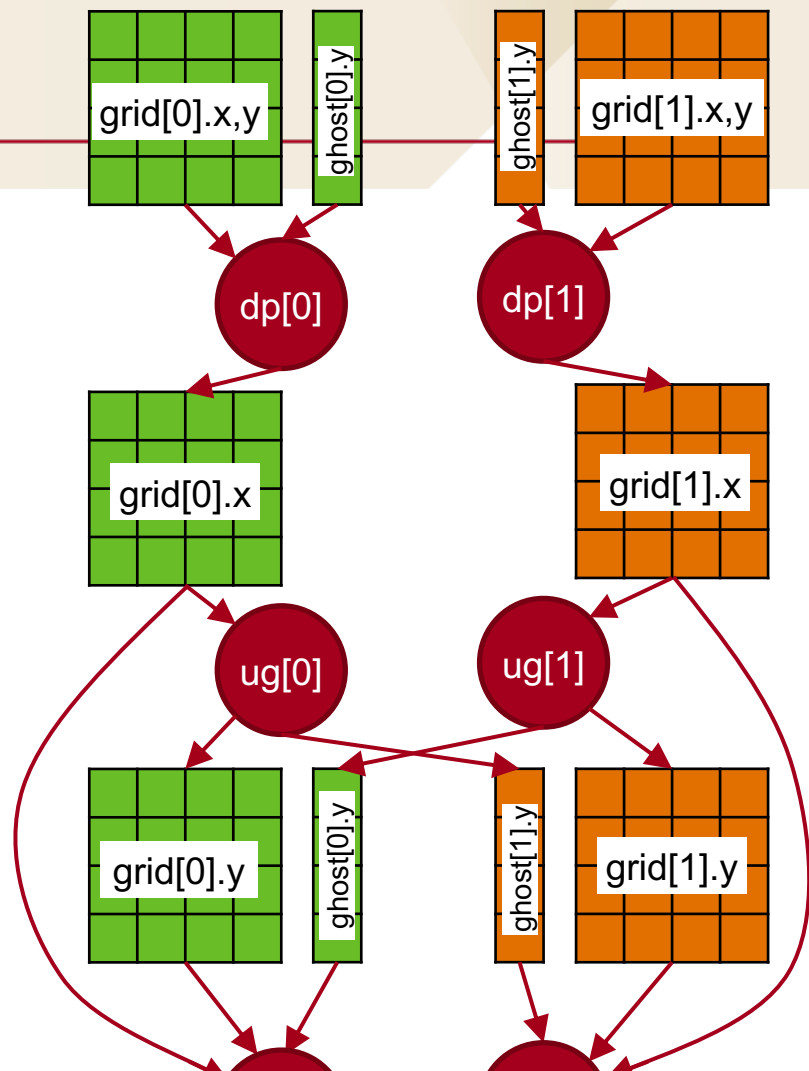 grid[0].x,y
ghost[0].y
ghost[1].y
grid[1].x,y
dp[0]
dp[1]
grid[0].x
grid[1].x
ug[0]
ug[1]
grid[0].y
ghost[0].y
ghost[1].y
grid[1].y